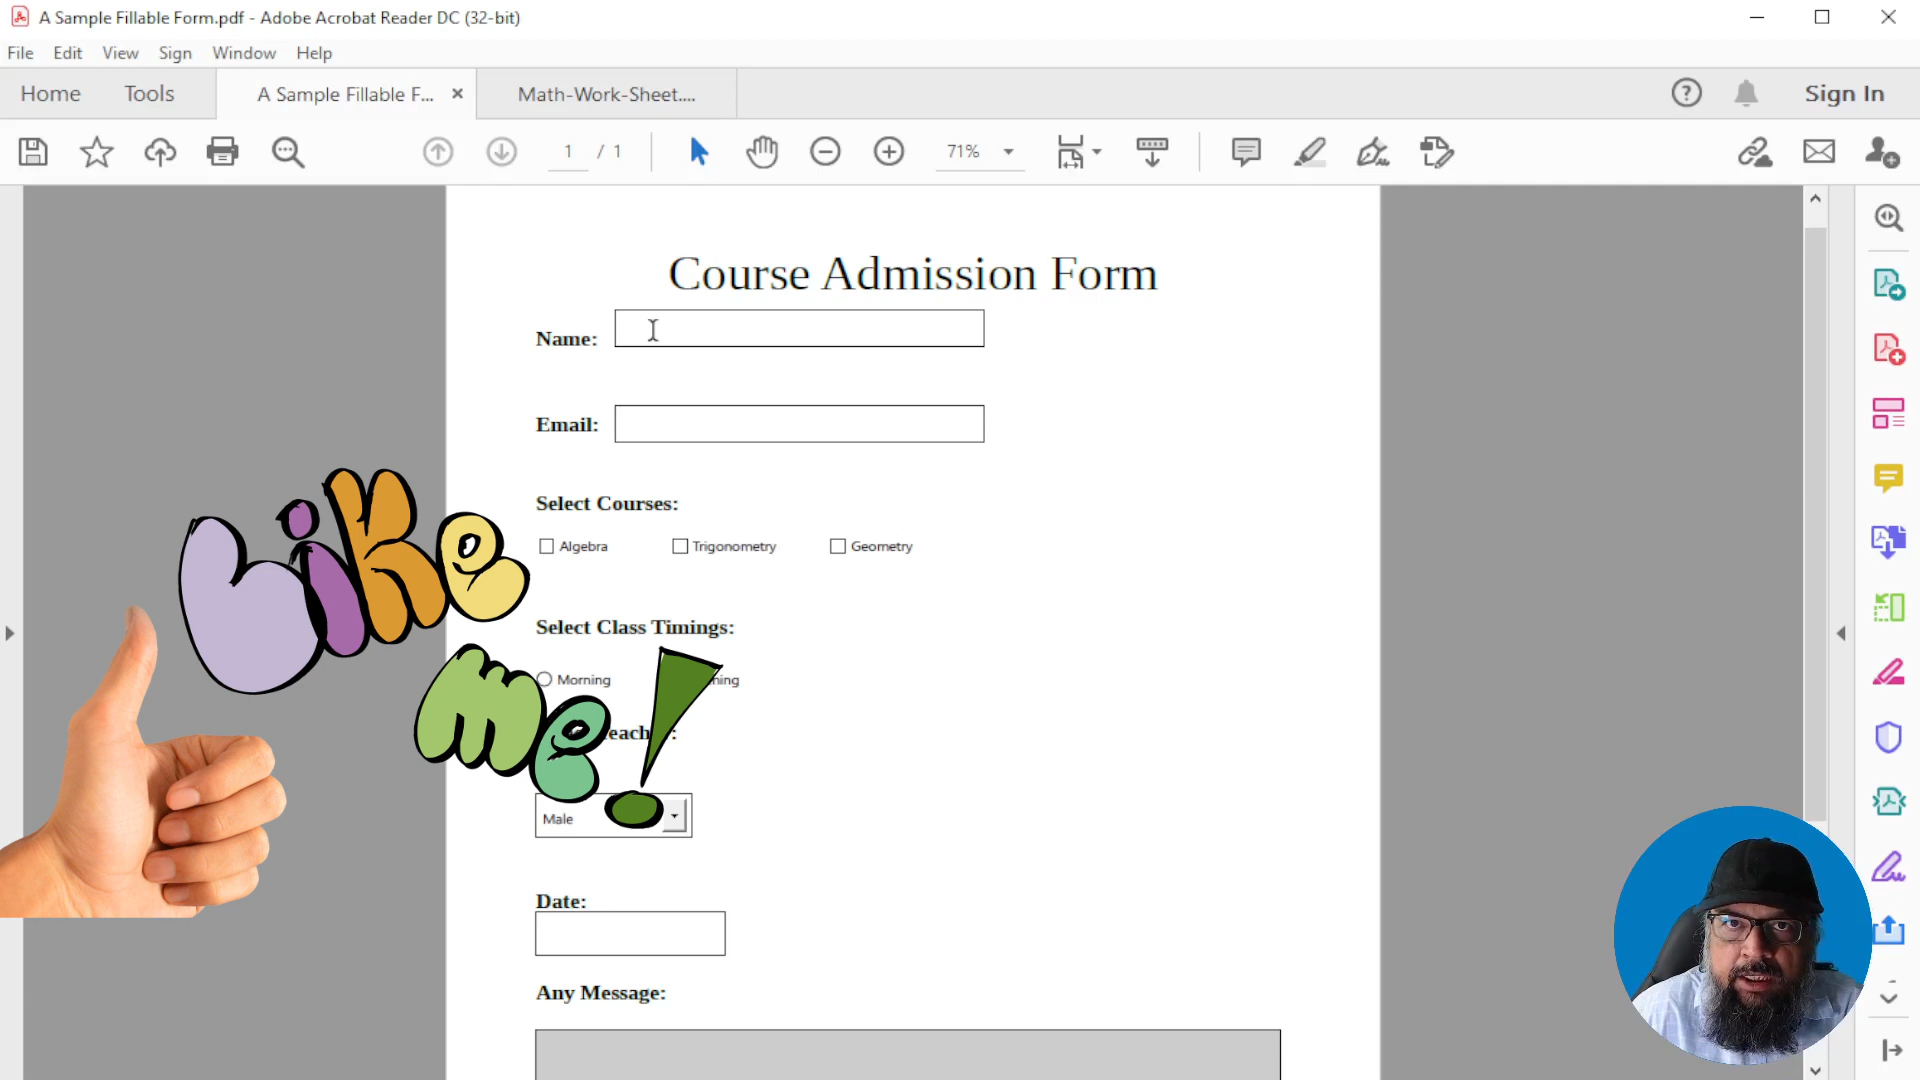 A Sample Fillable Form.pdf - Adobe Acrobat Reader DC (32-bit)
File Edit View Sign Window Help
Home Tools A Sample Fillable F... Math-Work-Sheet.... Sign In
1 / 1 71%
Course Admission Form
Name:
Email:
Select Courses:
Algebra Trigonometry Geometry
Like
me!
Select Class Timings:
Morning
Male
Date:
Any Message: